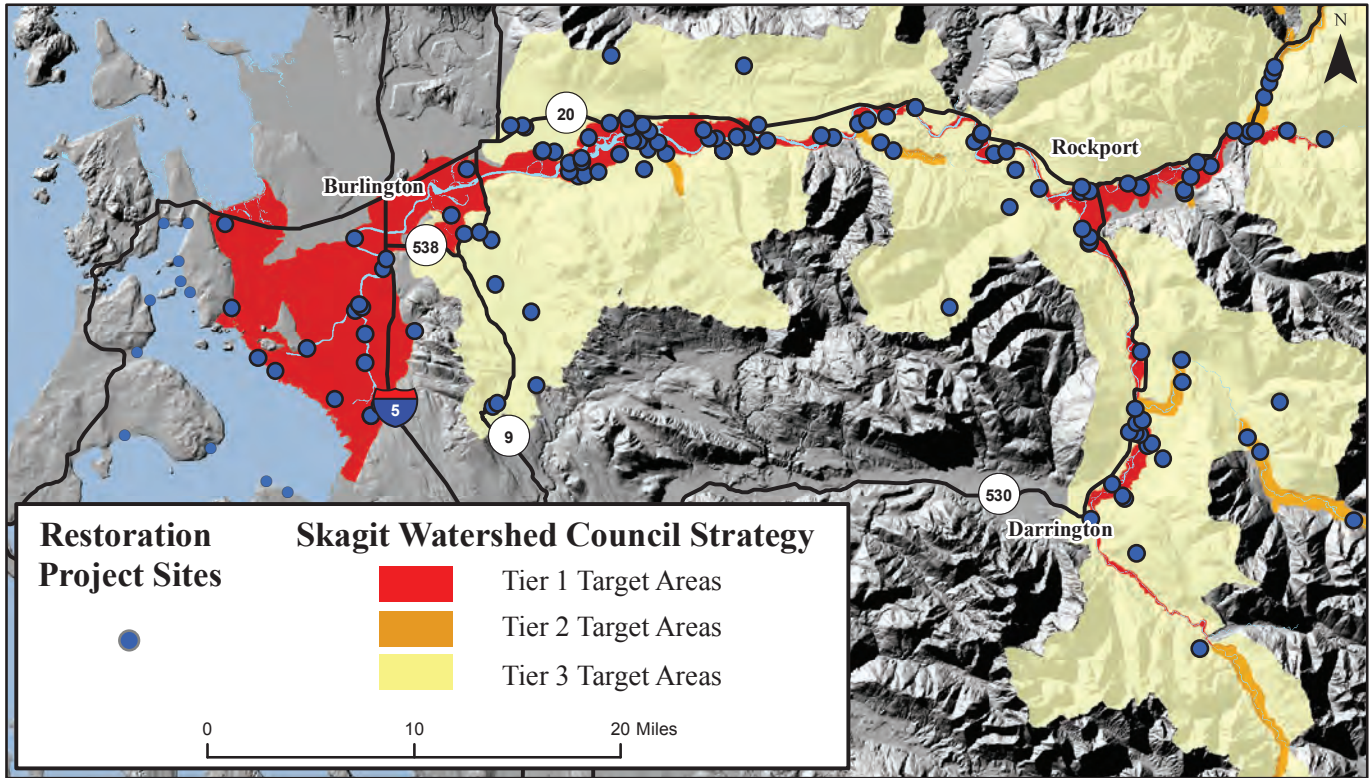 N
20
Rockport
Burlington
538
5
9
530
Darrington
Restoration
Project Sites
Skagit Watershed Council Strategy
Tier 1 Target Areas
Tier 2 Target Areas
Tier 3 Target Areas
0 10 20 Miles